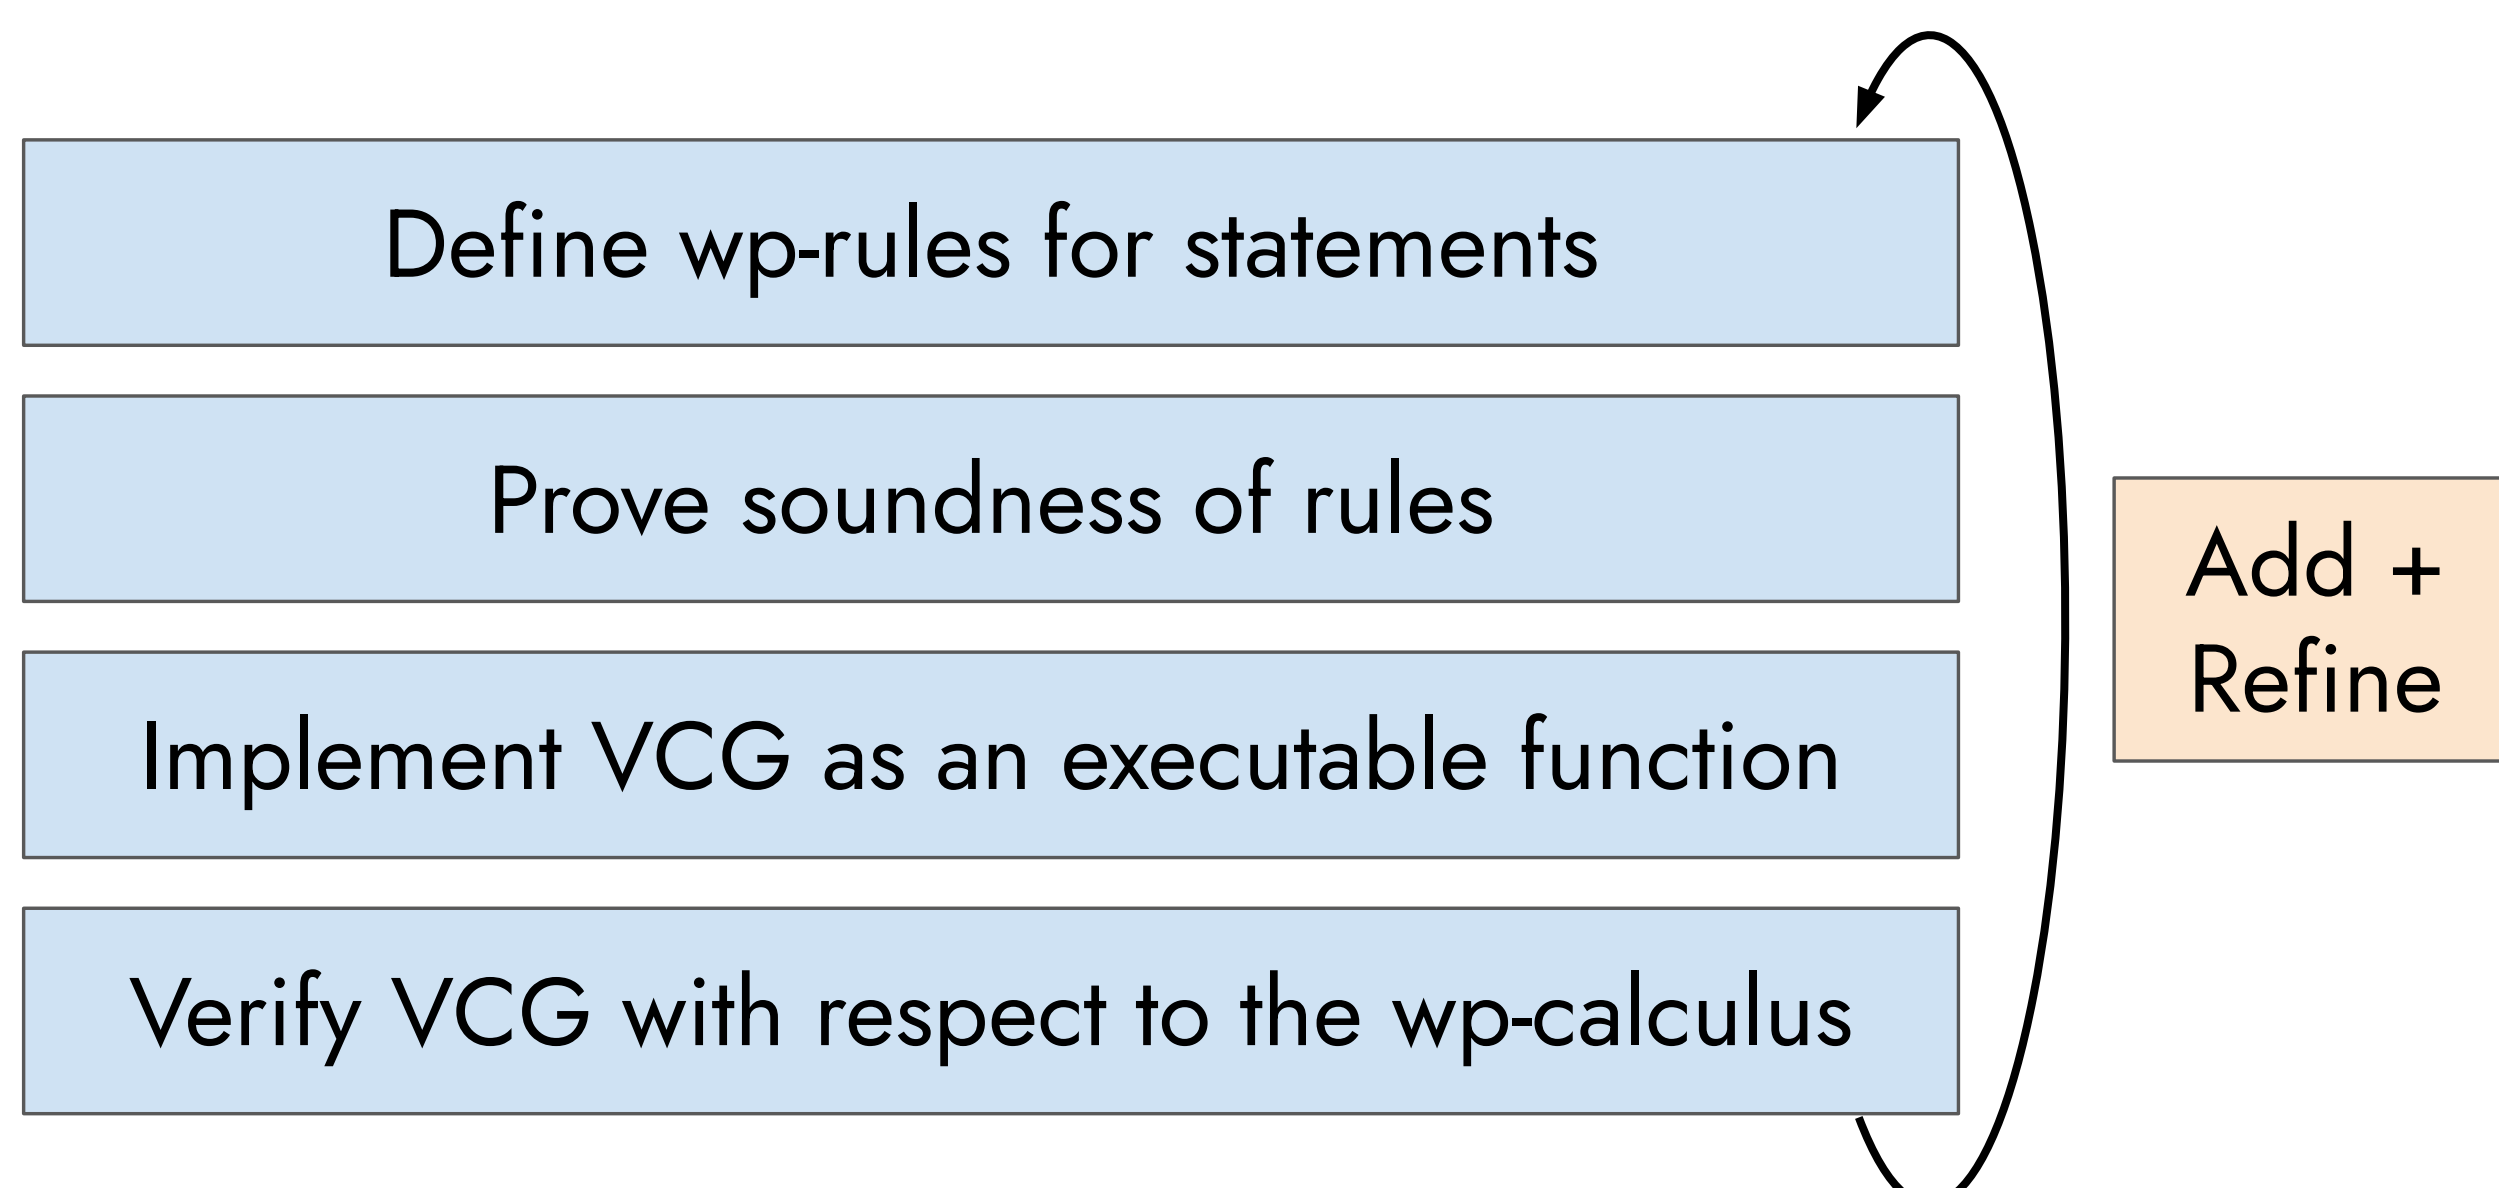 Define wp-rules for statements
Prove soundness of rules
Implement VCG as an executable function
Verify VCG with respect to the wp-calculus
Add +
Refine